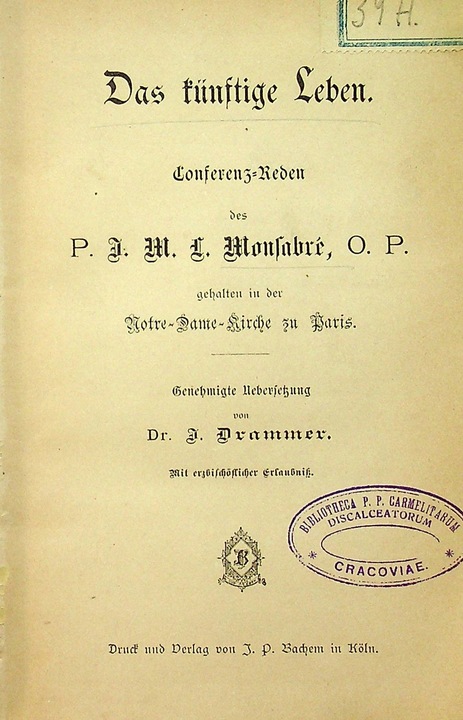 39 H.
Das künftige Leben.
Conferenz-Reden
des
P. J. M. L. Monsabré, O. P.
gehalten in der
Notre-Dame-Kirche zu Paris.
Genehmigte Uebersetzung
von
Dr. J. Drammer.
Mit erzbischöflicher Erlaubniß.
BIBLIOTHECA P. P. CARMELITARUM
DISCALCEATORUM
* *
CRACOVIAE.
B
Druck und Verlag von J. P. Bachem in Köln.